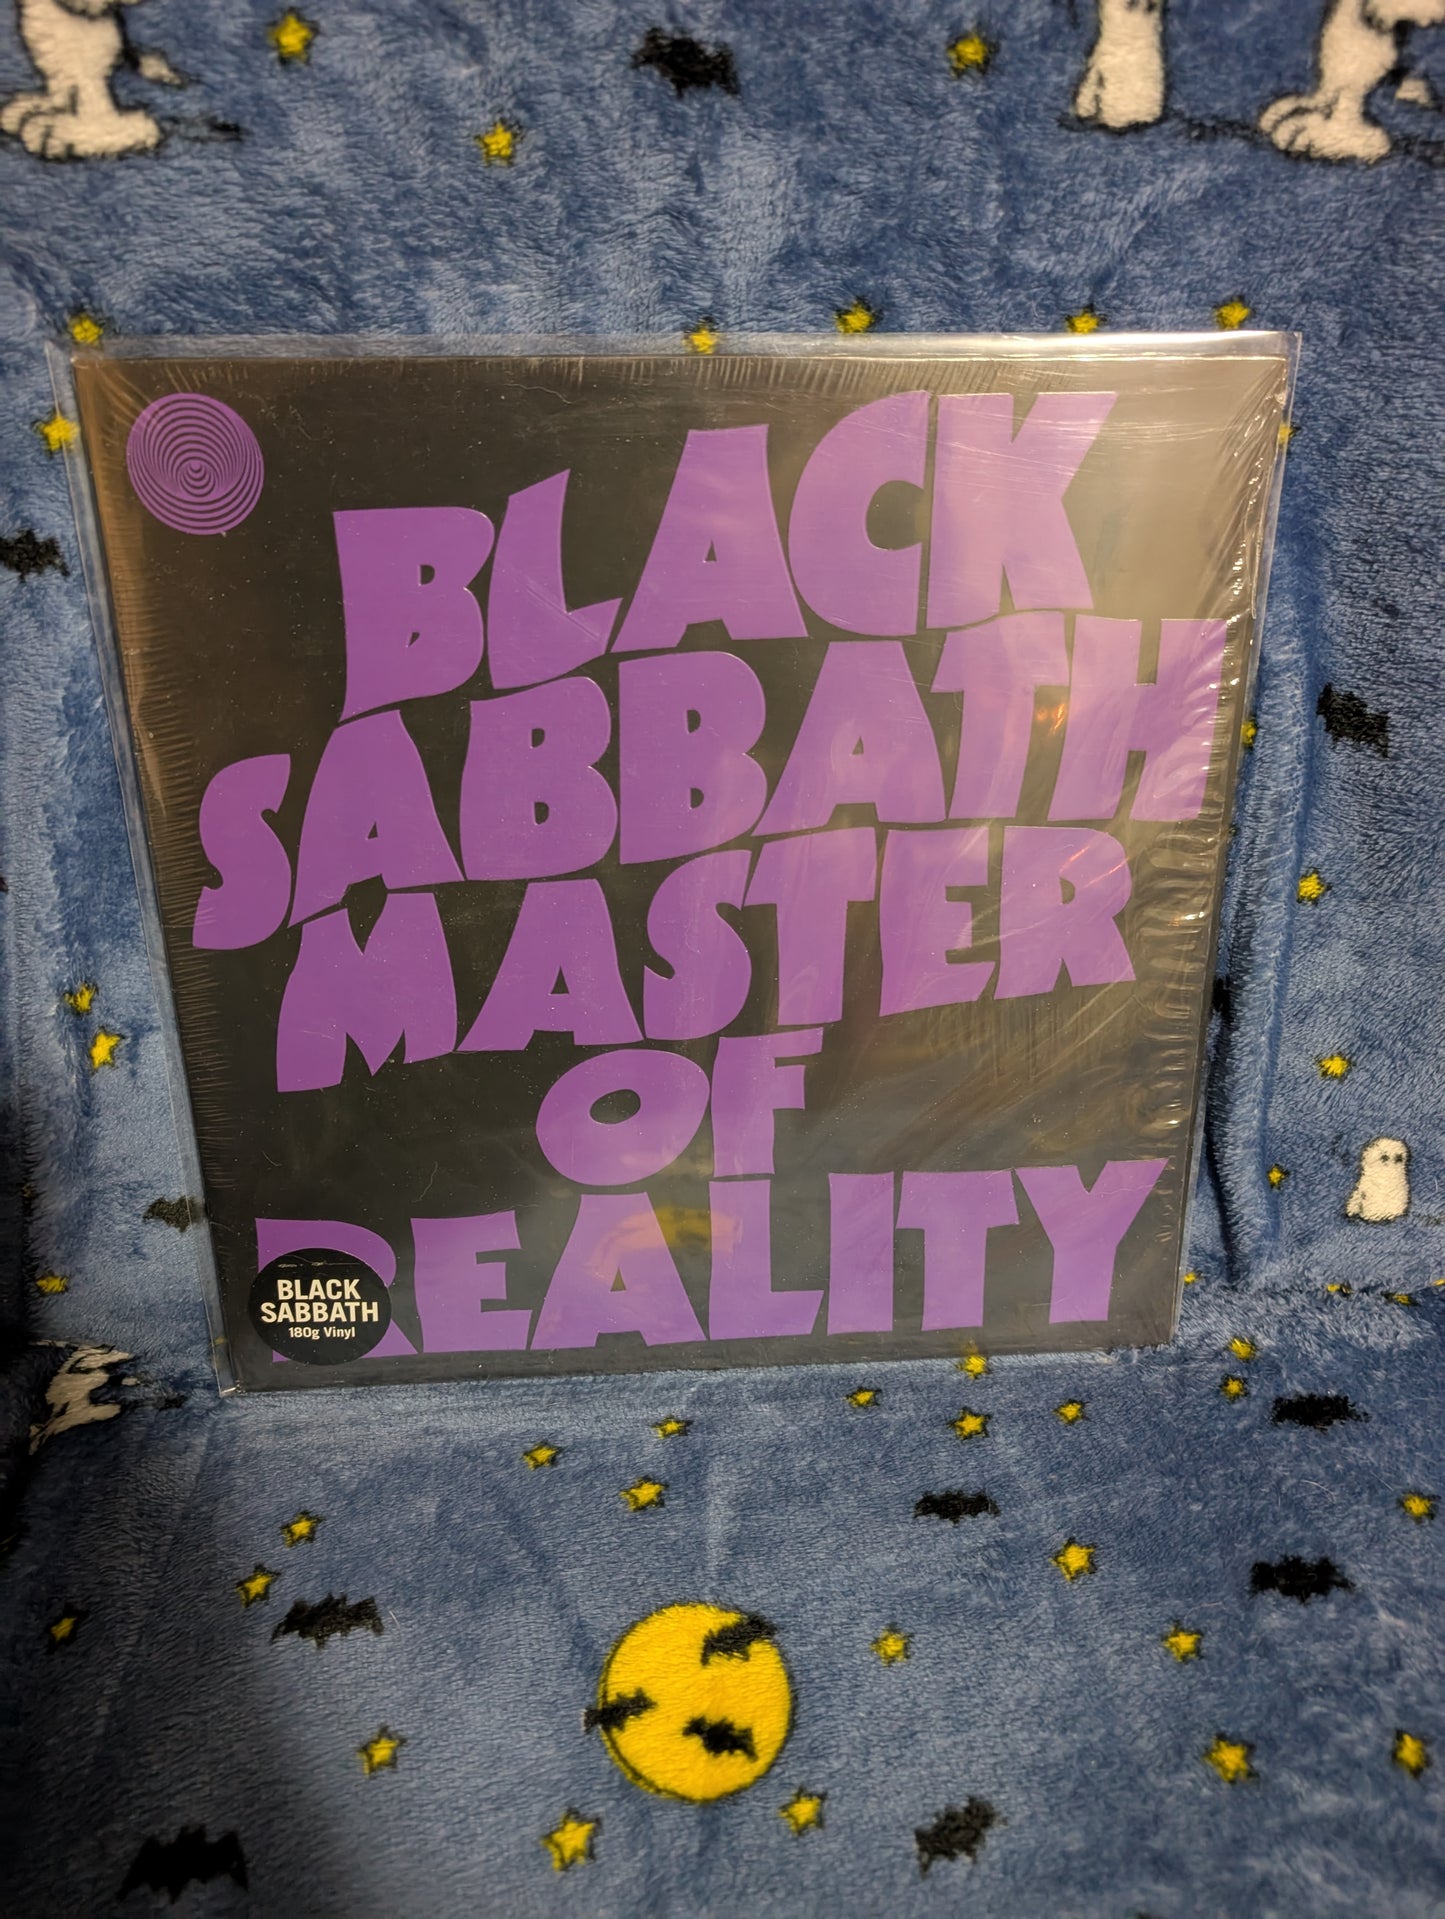 BLACK
SABBATH
MASTER
OF
REALITY
BLACK
SABBATH
180g Vinyl